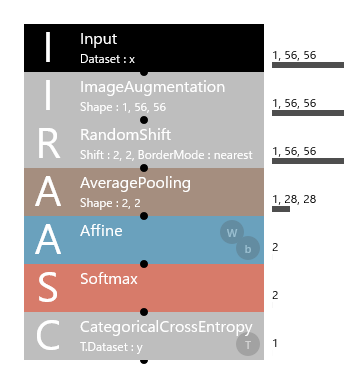 I
Input
Dataset : x
1, 56, 56
I
ImageAugmentation
Shape : 1, 56, 56
1, 56, 56
R
RandomShift
Shift : 2, 2, BorderMode : nearest
1, 56, 56
A
AveragePooling
Shape : 2, 2
1, 28, 28
A
Affine
W
b
2
S
Softmax
2
C
CategoricalCrossEntropy
T.Dataset : y
T
1